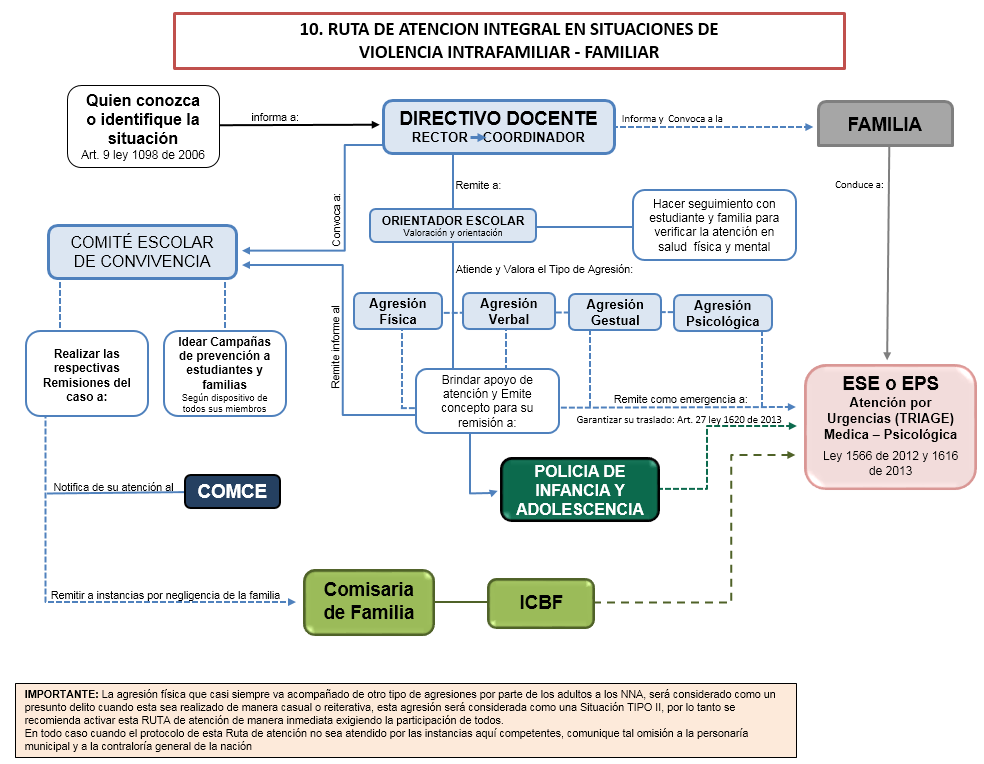 10. RUTA DE ATENCION INTEGRAL EN SITUACIONES DE
VIOLENCIA INTRAFAMILIAR - FAMILIAR
Quien conozca
o identifique la
situación
Art. 9 ley 1098 de 2006
informa a:
DIRECTIVO DOCENTE
RECTOR COORDINADOR
Informa y Convoca a la
FAMILIA
Convoca a:
Remite a:
Conduce a:
ORIENTADOR ESCOLAR
Valoración y orientación
Hacer seguimiento con
estudiante y familia para
verificar la atención en
salud física y mental
COMITÉ ESCOLAR
DE CONVIVENCIA
Atiende y Valora el Tipo de Agresión:
Agresión
Física
Agresión
Verbal
Agresión
Gestual
Agresión
Psicológica
Remite informe al
Realizar las
respectivas
Remisiones del
caso a:
Idear Campañas
de prevención a
estudiantes y
familias
Según dispositivo de
todos sus miembros
Brindar apoyo de
atención y Emite
concepto para su
remisión a:
Remite como emergencia a:
Garantizar su traslado: Art. 27 ley 1620 de 2013
ESE o EPS
Atención por
Urgencias (TRIAGE)
Medica – Psicológica
Ley 1566 de 2012 y 1616
de 2013
POLICIA DE
INFANCIA Y
ADOLESCENCIA
Notifica de su atención al
COMCE
Remitir a instancias por negligencia de la familia
Comisaria
de Familia
ICBF
IMPORTANTE: La agresión física que casi siempre va acompañado de otro tipo de agresiones por parte de los adultos a los NNA, será considerado como un
presunto delito cuando esta sea realizado de manera casual o reiterativa, esta agresión será considerada como una Situación TIPO II, por lo tanto se
recomienda activar esta RUTA de atención de manera inmediata exigiendo la participación de todos.
En todo caso cuando el protocolo de esta Ruta de atención no sea atendido por las instancias aquí competentes, comunique tal omisión a la personaría
municipal y a la contraloría general de la nación